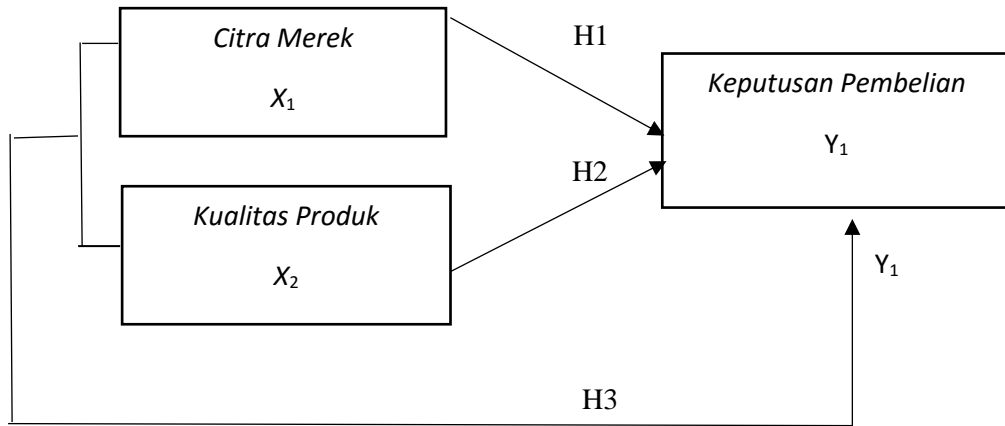 Citra Merek
X₁
H1
Keputusan Pembelian
Y₁
H2
Kualitas Produk
X₂
Y₁
H3